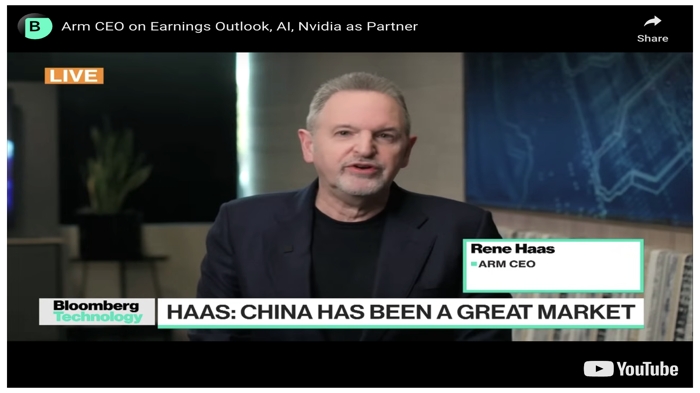 B
Arm CEO on Earnings Outlook, AI, Nvidia as Partner
Share
LIVE
Rene Haas
ARM CEO
Bloomberg
Technology
HAAS: CHINA HAS BEEN A GREAT MARKET
YouTube